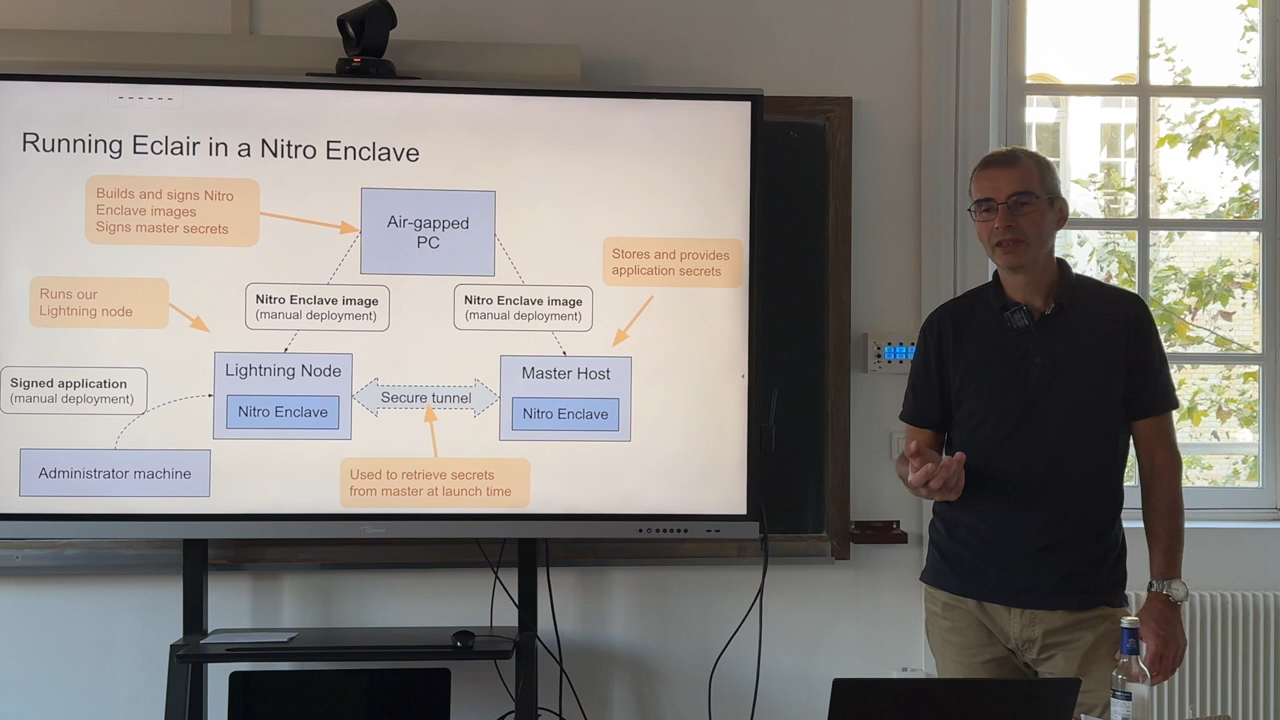 Running Eclair in a Nitro Enclave
Builds and signs Nitro
Enclave images
Signs master secrets
Air-gapped
PC
Stores and provides
application secrets
Runs our
Lightning node
Nitro Enclave image
(manual deployment)
Nitro Enclave image
(manual deployment)
Signed application
(manual deployment)
Lightning Node
Nitro Enclave
Secure tunnel
Master Host
Nitro Enclave
Administrator machine
Used to retrieve secrets
from master at launch time